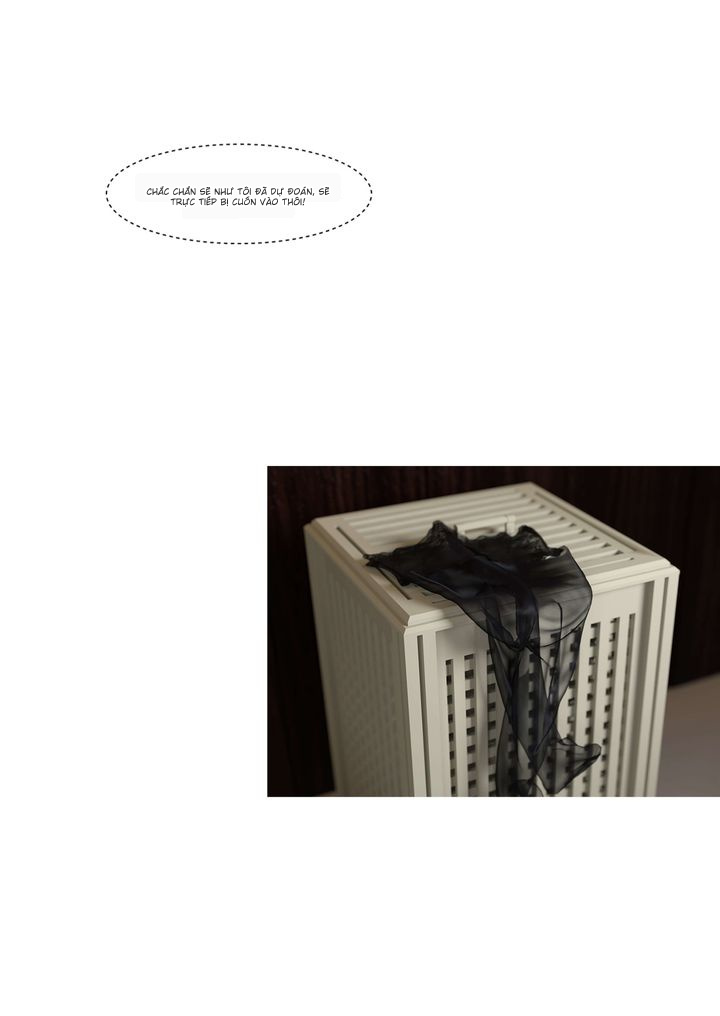 CHẮC CHẮN SẼ NHƯ TÔI ĐÃ DỰ ĐOÁN, SẼ
TRỰC TIẾP BỊ CUỐN VÀO THÔI!